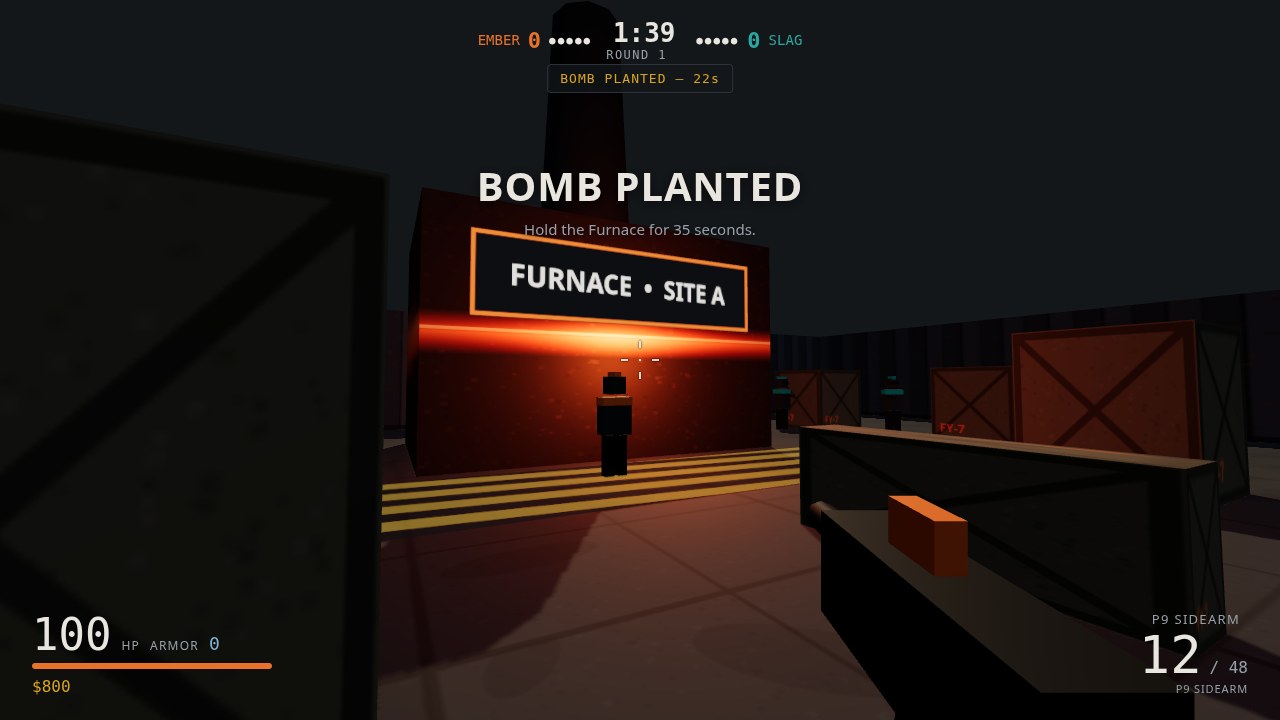 EMBER 0 ●●●●● 1:39 ●●●●● 0 SLAG
ROUND 1
BOMB PLANTED — 22s
BOMB PLANTED
Hold the Furnace for 35 seconds.
FURNACE • SITE A
FY-7
100 HP ARMOR 0
$800
P9 SIDEARM
12 / 48
P9 SIDEARM